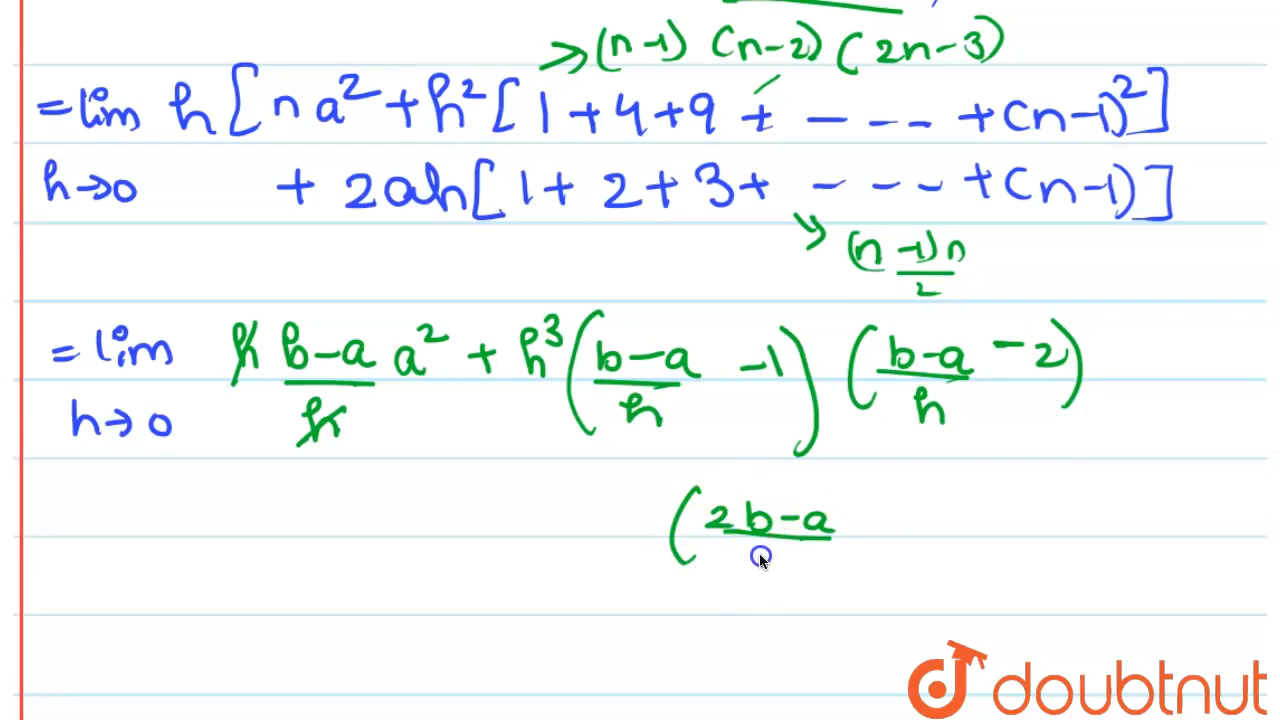 → (n-1) (n-2) (2n-3)
= lim h [ n a² + h² [ 1 + 4 + 9 + - - - - + (n-1)² ]
h→0 + 2ah [ 1 + 2 + 3 + - - - - + (n-1) ]
→ (n-1)n / 2
= lim h (b-a)/h a² + h³ ( (b-a)/h -1 ) ( (b-a)/h - 2 )
h→0
( 2b-a
doubtnut